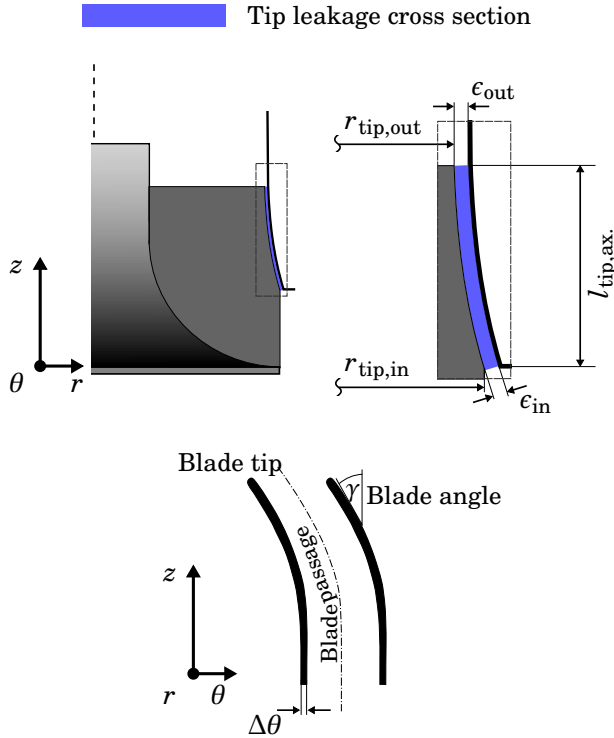 Tip leakage cross section
ϵout
rtip,out
z
ltip,ax.
θ
r
rtip,in
ϵin
Blade tip
γ
Blade angle
Blade passage
z
r
θ
Δθ